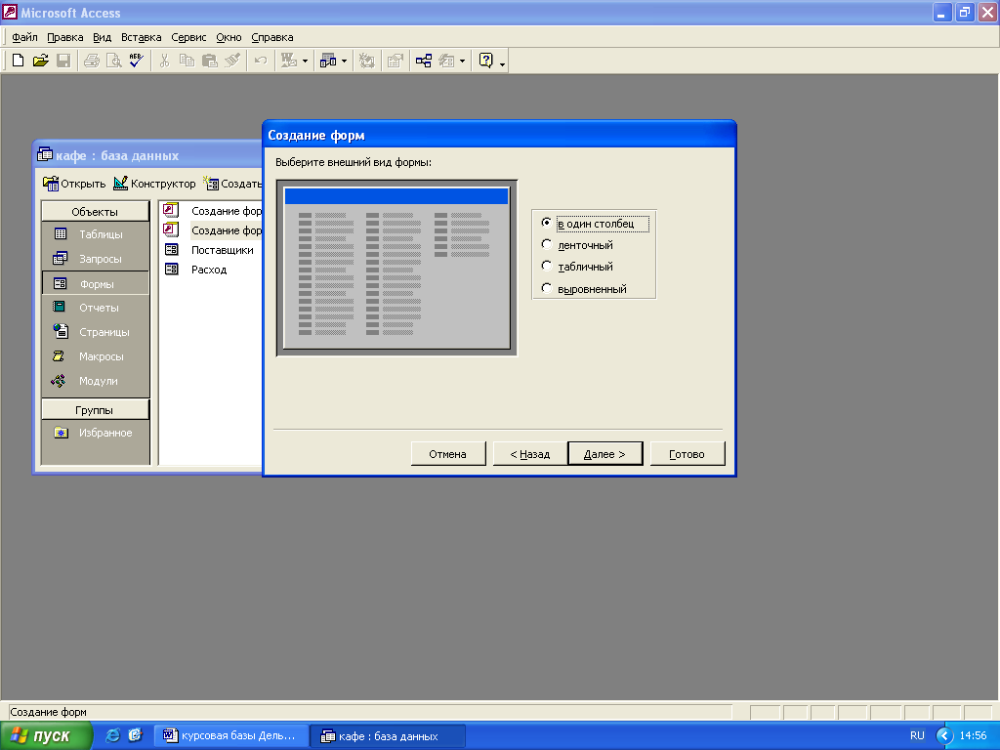 Microsoft Access
Файл Правка Вид Вставка Сервис Окно Справка
кафе : база данных
Открыть Конструктор Создать
Объекты
Таблицы
Запросы
Формы
Отчеты
Страницы
Макросы
Модули
Группы
Избранное
Создание фор
Создание фор
Поставщики
Расход
Создание форм
Выберите внешний вид формы:
в один столбец
ленточный
табличный
выровненный
Отмена < Назад Далее > Готово
Создание форм
пуск курсовая базы Дель... кафе : база данных RU 14:56